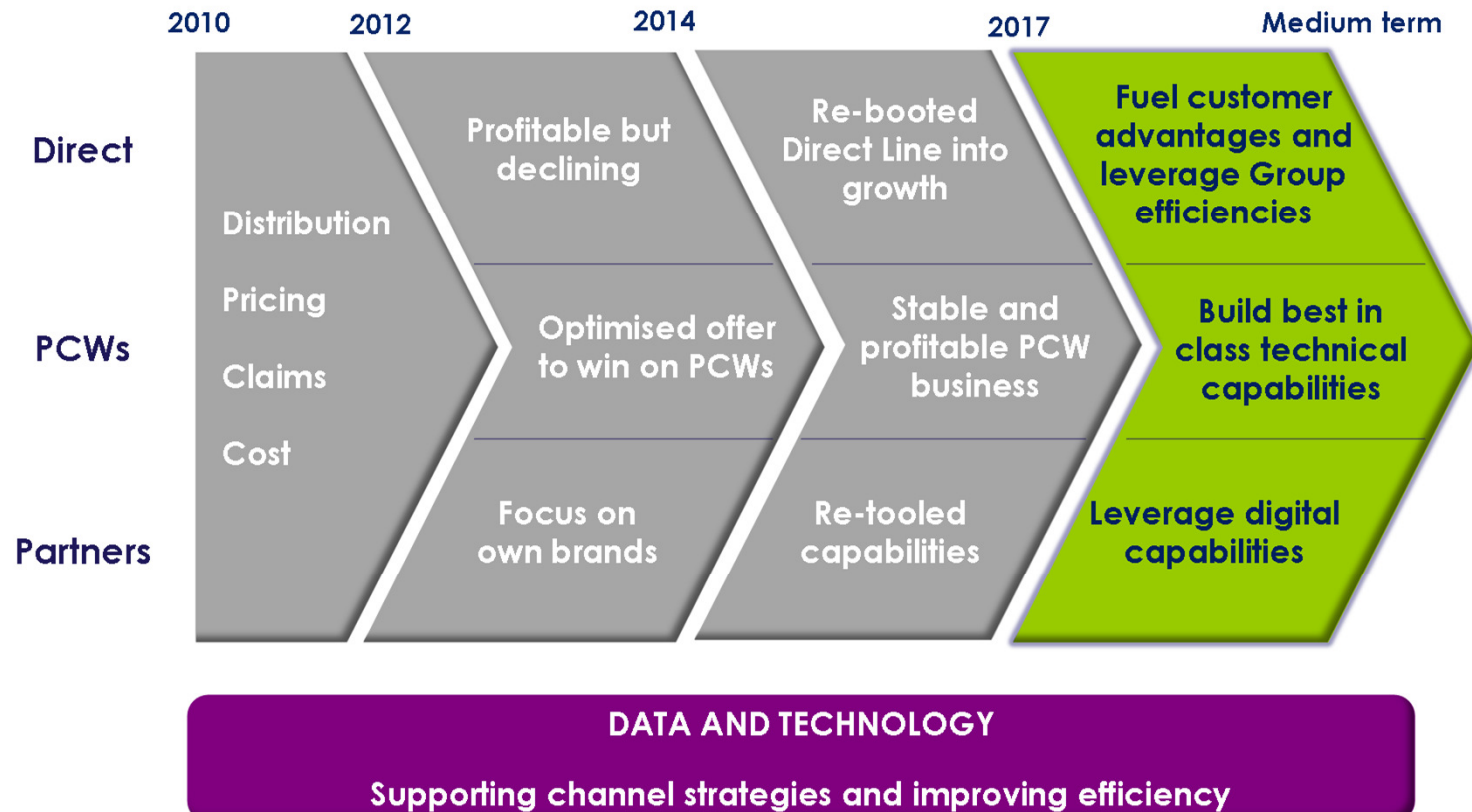 2010 2012 2014 2017 Medium term
Direct
PCWs
Partners
Distribution
Pricing
Claims
Cost
Profitable but
declining
Optimised offer
to win on PCWs
Focus on
own brands
Re-booted
Direct Line into
growth
Stable and
profitable PCW
business
Re-tooled
capabilities
Fuel customer
advantages and
leverage Group
efficiencies
Build best in
class technical
capabilities
Leverage digital
capabilities
DATA AND TECHNOLOGY
Supporting channel strategies and improving efficiency